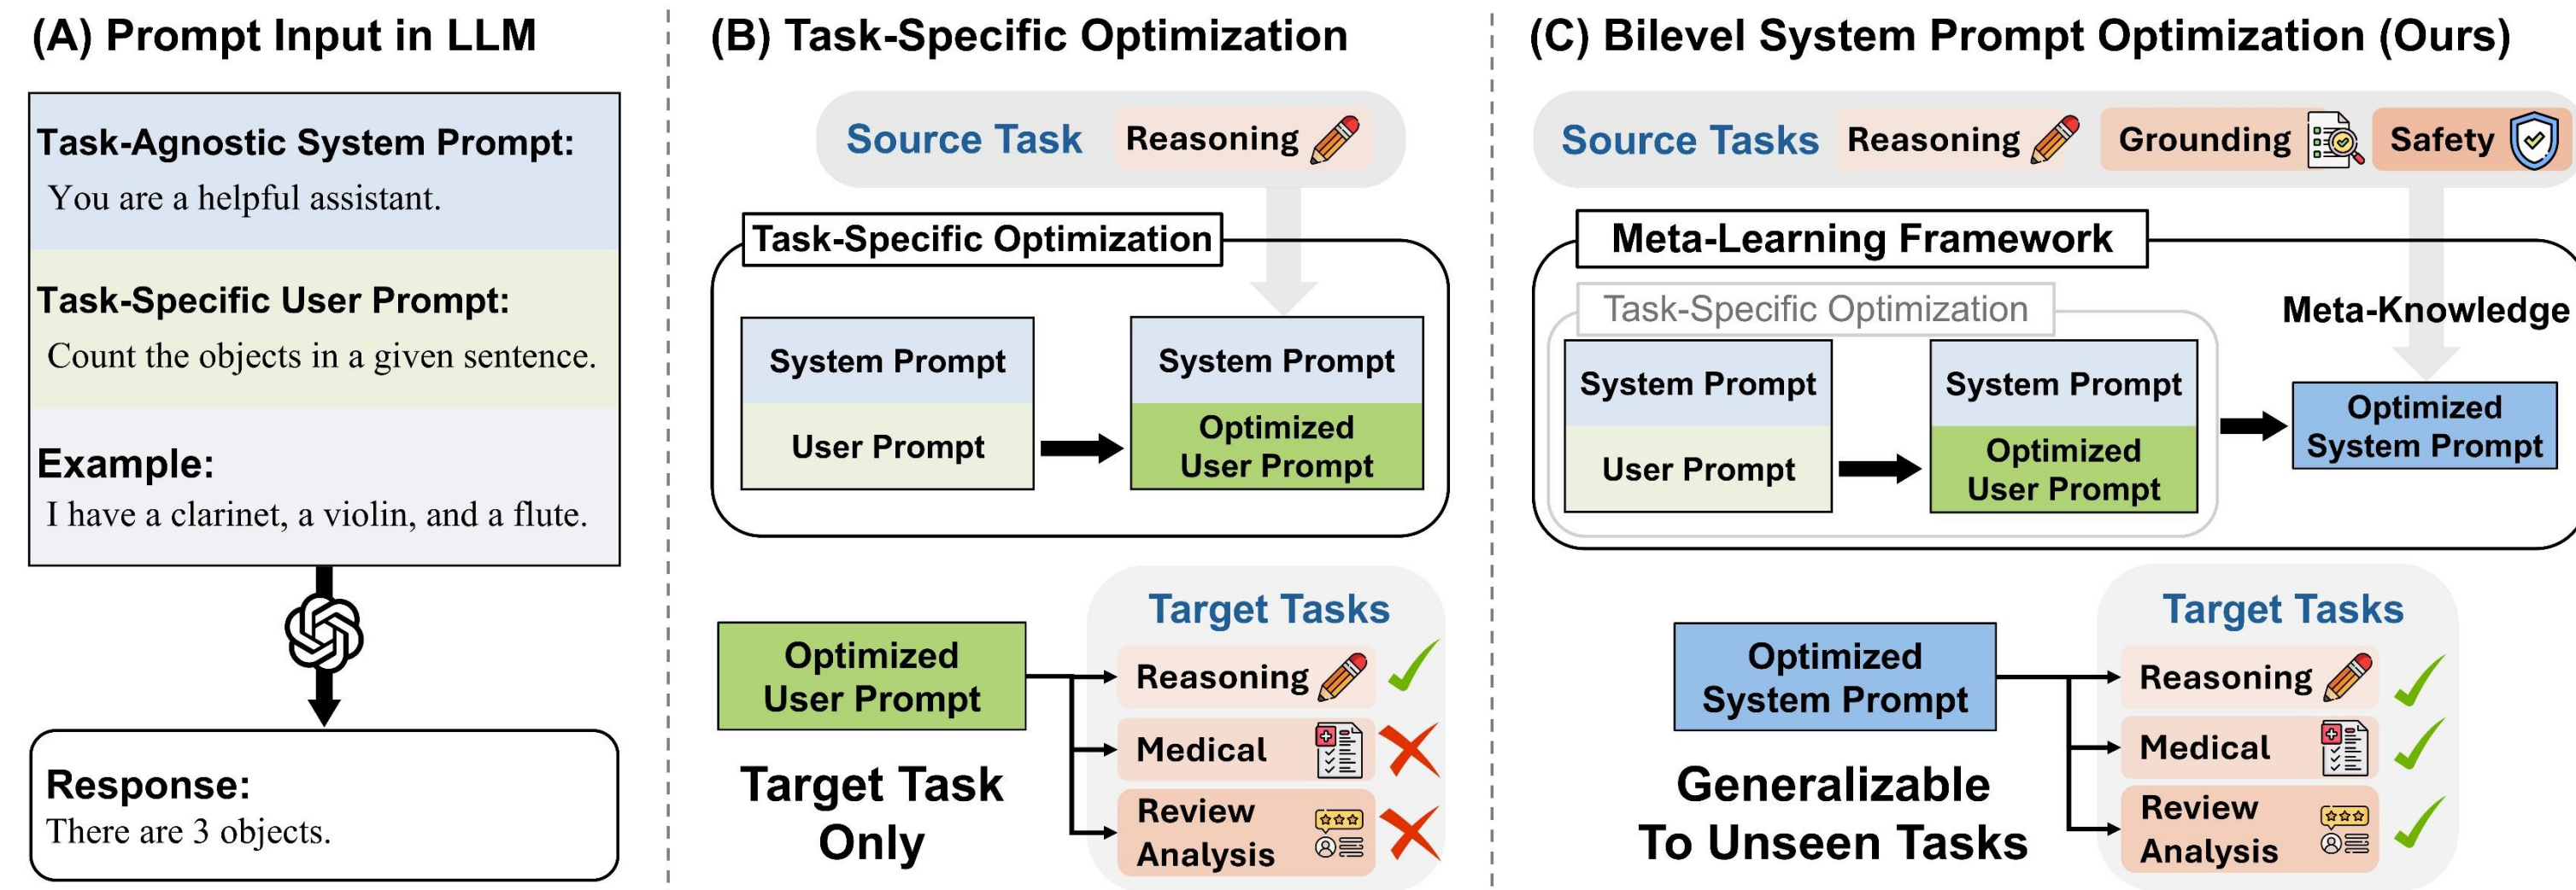 (A) Prompt Input in LLM
Task-Agnostic System Prompt:
You are a helpful assistant.
Task-Specific User Prompt:
Count the objects in a given sentence.
Example:
I have a clarinet, a violin, and a flute.
Response:
There are 3 objects.
(B) Task-Specific Optimization
Source Task
Reasoning
Task-Specific Optimization
System Prompt
User Prompt
System Prompt
Optimized
User Prompt
Optimized
User Prompt
Target Task
Only
Target Tasks
Reasoning
Medical
Review
Analysis
(C) Bilevel System Prompt Optimization (Ours)
Source Tasks
Reasoning
Grounding
Safety
Meta-Learning Framework
Task-Specific Optimization
System Prompt
User Prompt
System Prompt
Optimized
User Prompt
Meta-Knowledge
Optimized
System Prompt
Optimized
System Prompt
Generalizable
To Unseen Tasks
Target Tasks
Reasoning
Medical
Review
Analysis